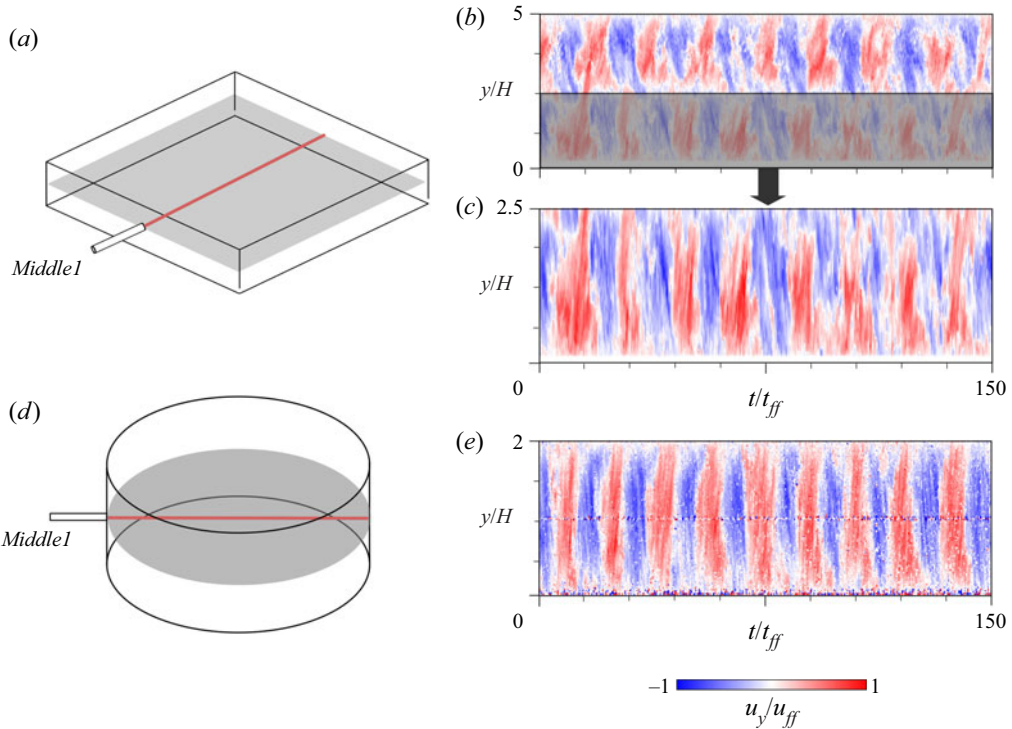 (a)
Middle1
(b)
5
y/H
0
(c)
2.5
y/H
0
t/t_ff
150
(d)
Middle1
(e)
2
y/H
0
t/t_ff
150
–1
1
u_y/u_ff